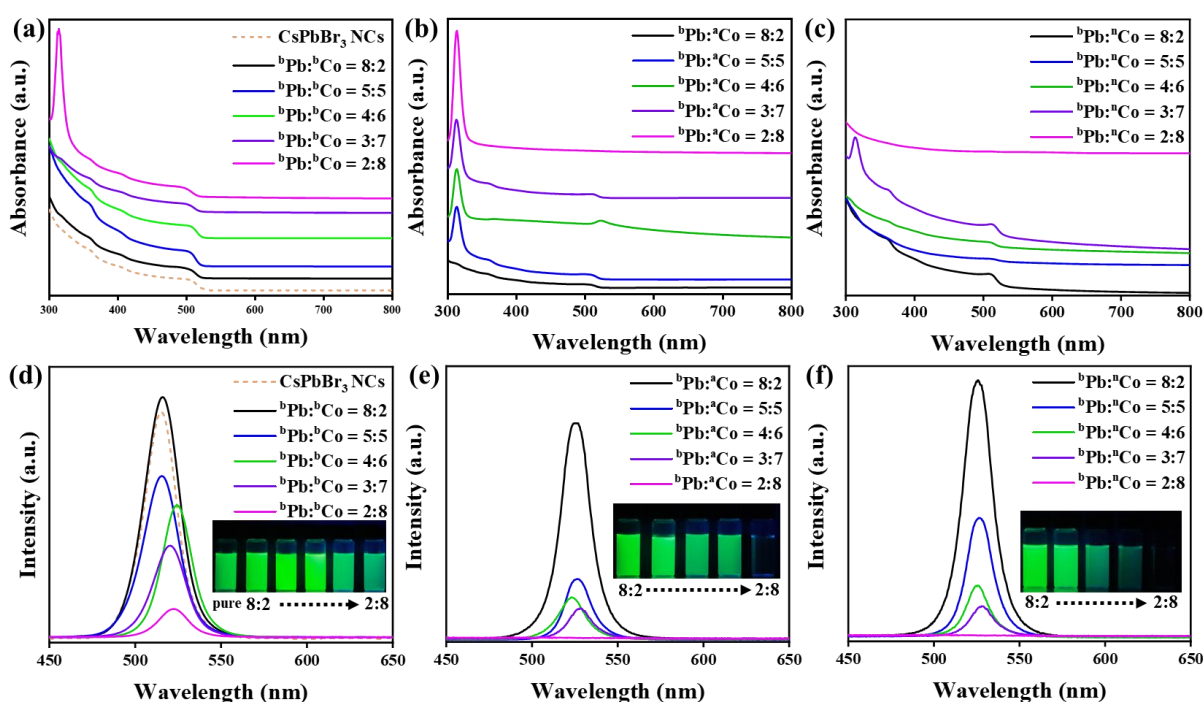 (a)
CsPbBr₃ NCs
ᵇPb:ᵇCo = 8:2
ᵇPb:ᵇCo = 5:5
ᵇPb:ᵇCo = 4:6
ᵇPb:ᵇCo = 3:7
ᵇPb:ᵇCo = 2:8
Absorbance (a.u.)
300 400 500 600 700 800
Wavelength (nm)
(b)
ᵇPb:ᵃCo = 8:2
ᵇPb:ᵃCo = 5:5
ᵇPb:ᵃCo = 4:6
ᵇPb:ᵃCo = 3:7
ᵇPb:ᵃCo = 2:8
Absorbance (a.u.)
300 400 500 600 700 800
Wavelength (nm)
(c)
ᵇPb:ⁿCo = 8:2
ᵇPb:ⁿCo = 5:5
ᵇPb:ⁿCo = 4:6
ᵇPb:ⁿCo = 3:7
ᵇPb:ⁿCo = 2:8
Absorbance (a.u.)
300 400 500 600 700 800
Wavelength (nm)
(d)
CsPbBr₃ NCs
ᵇPb:ᵇCo = 8:2
ᵇPb:ᵇCo = 5:5
ᵇPb:ᵇCo = 4:6
ᵇPb:ᵇCo = 3:7
ᵇPb:ᵇCo = 2:8
Intensity (a.u.)
pure 8:2 2:8
450 500 550 600 650
Wavelength (nm)
(e)
ᵇPb:ᵃCo = 8:2
ᵇPb:ᵃCo = 5:5
ᵇPb:ᵃCo = 4:6
ᵇPb:ᵃCo = 3:7
ᵇPb:ᵃCo = 2:8
Intensity (a.u.)
8:2 2:8
450 500 550 600 650
Wavelength (nm)
(f)
ᵇPb:ⁿCo = 8:2
ᵇPb:ⁿCo = 5:5
ᵇPb:ⁿCo = 4:6
ᵇPb:ⁿCo = 3:7
ᵇPb:ⁿCo = 2:8
Intensity (a.u.)
8:2 2:8
450 500 550 600 650
Wavelength (nm)